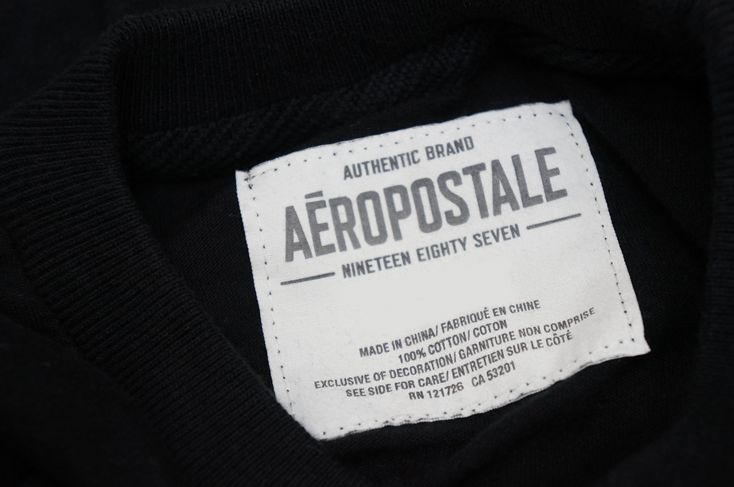 AUTHENTIC BRAND
AĒROPOSTALE
NINETEEN EIGHTY SEVEN
MADE IN CHINA/ FABRIQUÉ EN CHINE
100% COTTON/ COTON
EXCLUSIVE OF DECORATION/ GARNITURE NON COMPRISE
SEE SIDE FOR CARE/ ENTRETIEN SUR LE CÔTÉ
RN 121726 CA 53201